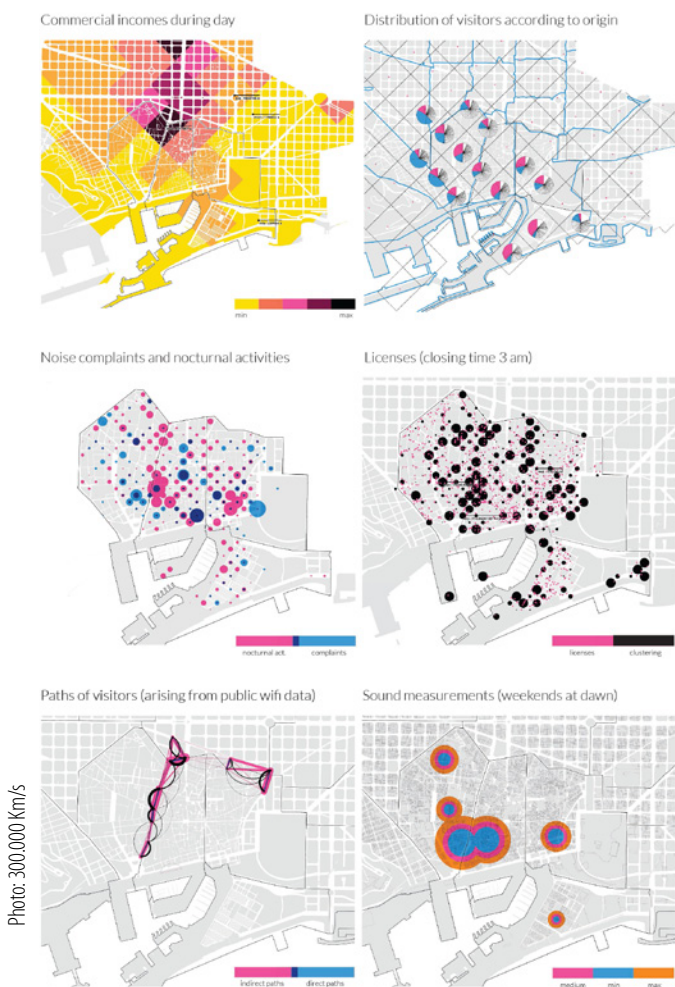 Commercial incomes during day
Distribution of visitors according to origin
min
max
Noise complaints and nocturnal activities
Licenses (closing time 3 am)
nocturnal act.
complaints
licenses
clustering
Paths of visitors (arising from public wifi data)
Sound measurements (weekends at dawn)
indirect paths
direct paths
medium
min
max
Photo: 300.000 Km/s